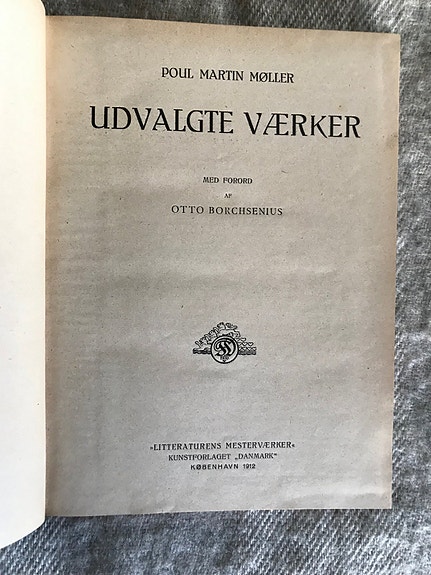 POUL MARTIN MØLLER
UDVALGTE VÆRKER
MED FORORD
AF
OTTO BORCHSENIUS
»LITTERATURENS MESTERVÆRKER«
KUNSTFORLAGET „DANMARK“
KØBENHAVN 1912